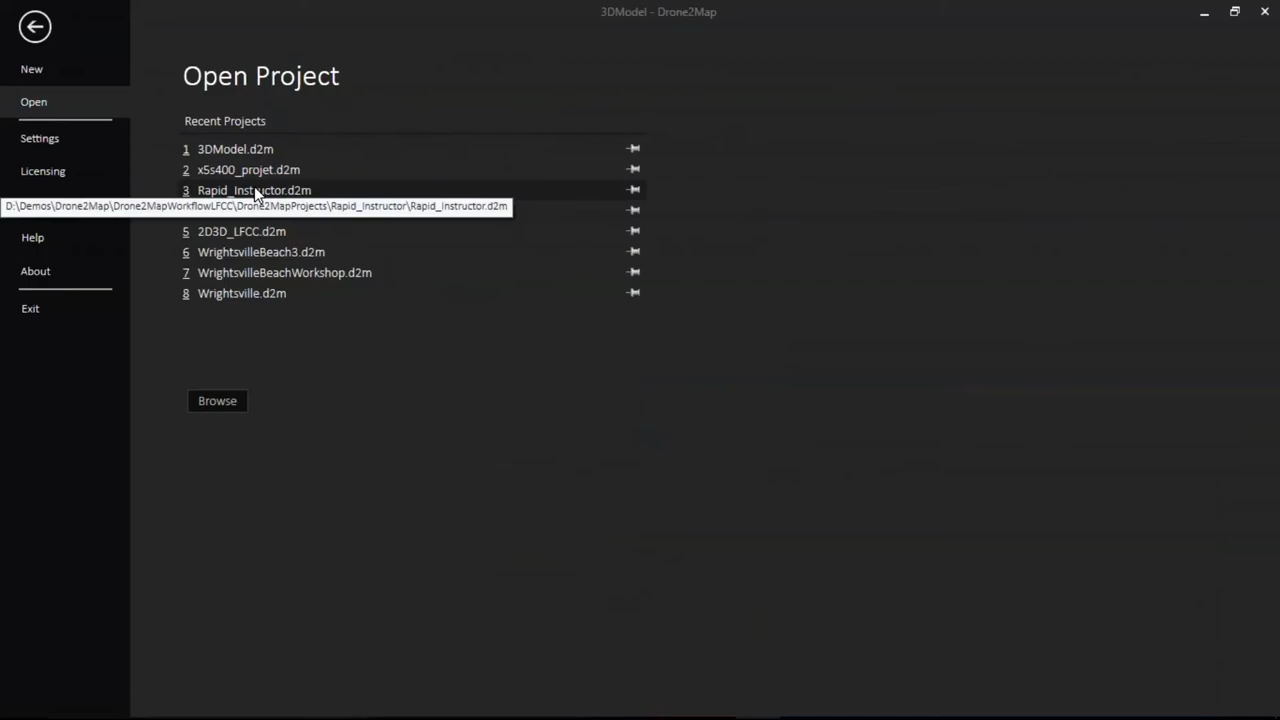 3DModel - Drone2Map
New
Open
Settings
Licensing
Help
About
Exit
Open Project
Recent Projects
1 3DModel.d2m
2 x5s400_projet.d2m
3 Rapid_Instructor.d2m
D:\Demos\Drone2Map\Drone2MapWorkflowLFCC\Drone2MapProjects\Rapid_Instructor\Rapid_Instructor.d2m
5 2D3D_LFCC.d2m
6 WrightsvilleBeach3.d2m
7 WrightsvilleBeachWorkshop.d2m
8 Wrightsville.d2m
Browse